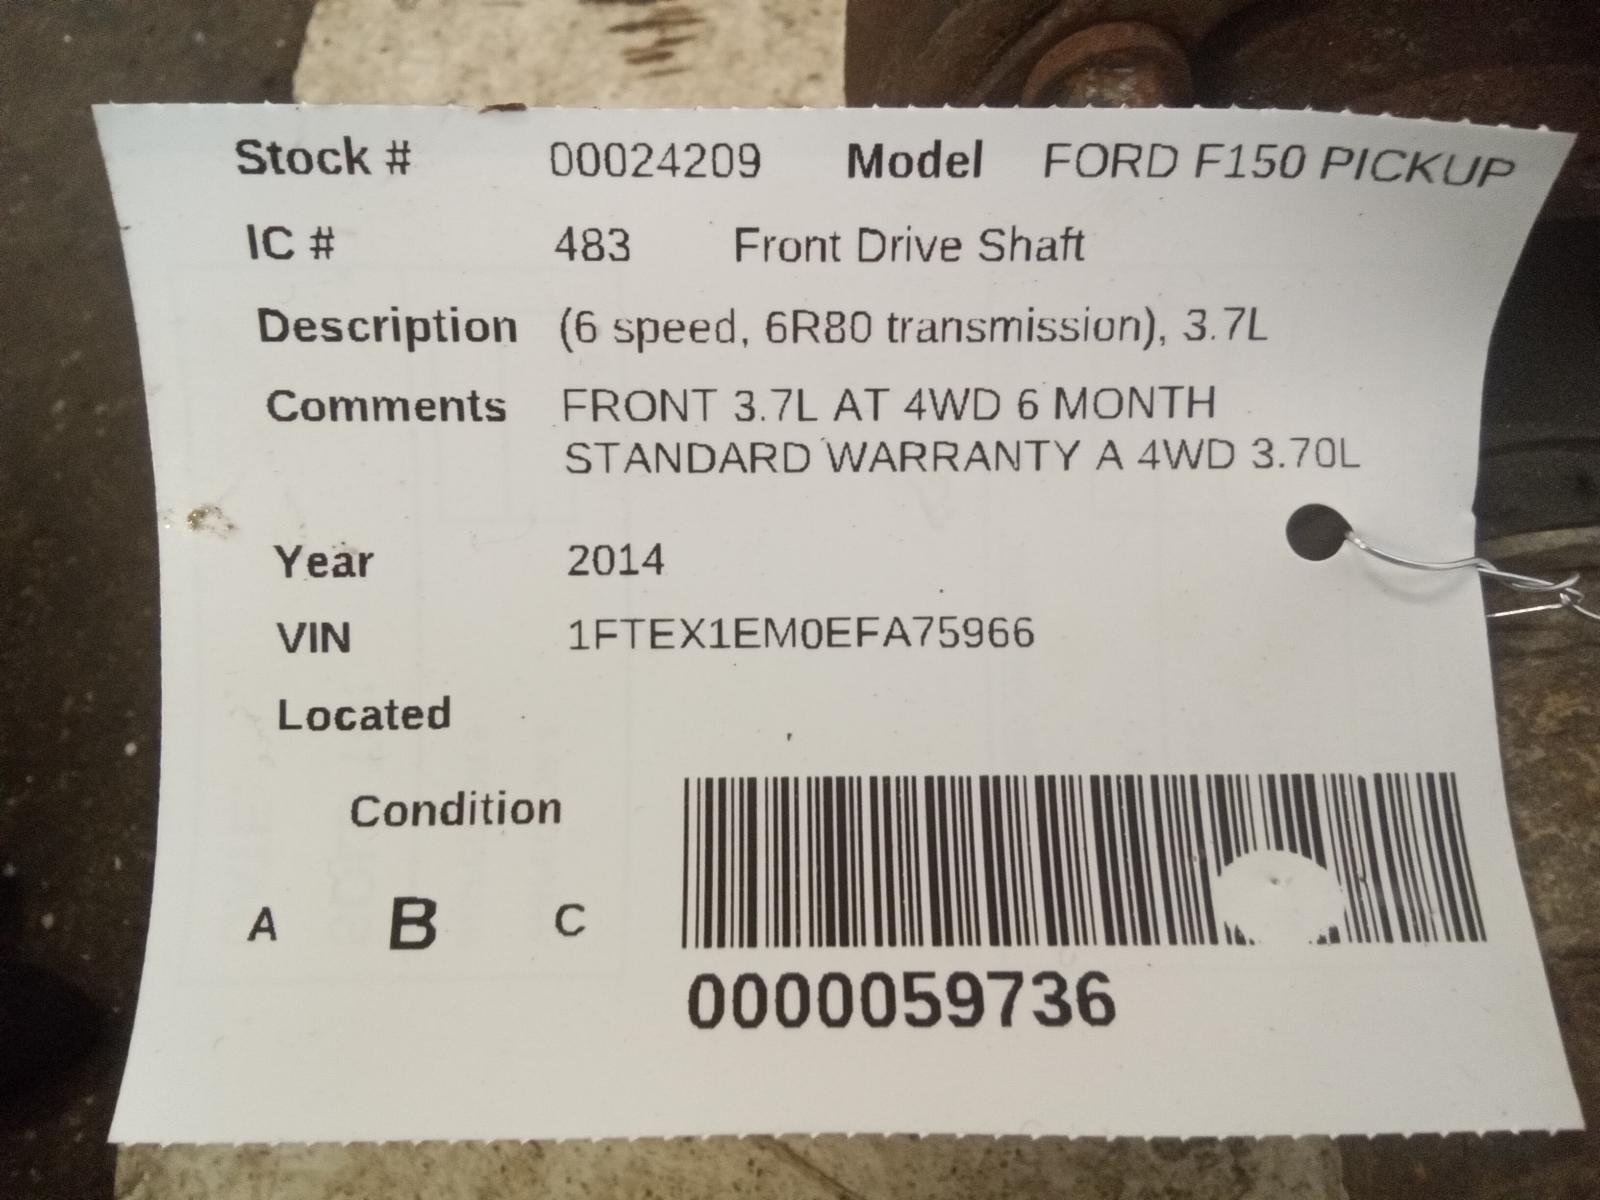 Stock # 00024209 Model FORD F150 PICKUP
IC # 483 Front Drive Shaft
Description (6 speed, 6R80 transmission), 3.7L
Comments FRONT 3.7L AT 4WD 6 MONTH
STANDARD WARRANTY A 4WD 3.70L
Year 2014
VIN 1FTEX1EM0EFA75966
Located
Condition
A B C
0000059736